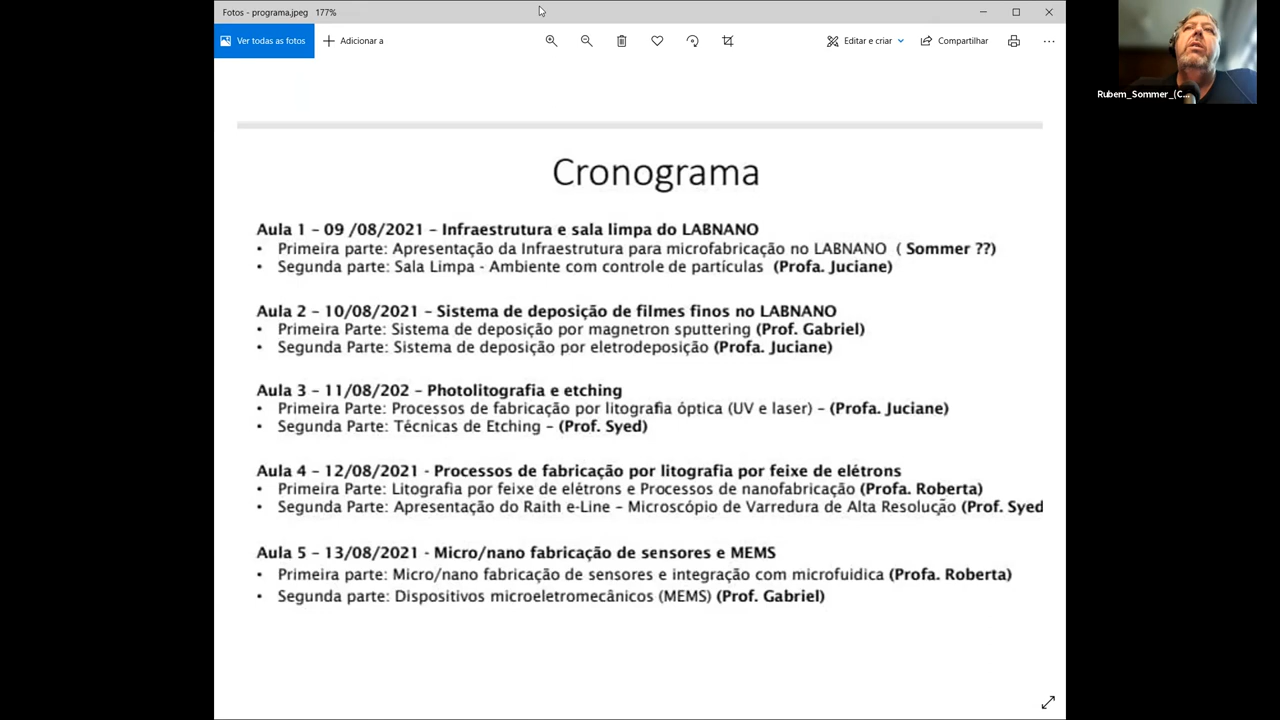 Fotos - programa.jpeg 177%
Ver todas as fotos
Adicionar a
Editar e criar
Compartilhar
Rubem_Sommer_(C...
Cronograma
Aula 1 – 09 /08/2021 – Infraestrutura e sala limpa do LABNANO
• Primeira parte: Apresentação da Infraestrutura para microfabricação no LABNANO ( Sommer ??)
• Segunda parte: Sala Limpa - Ambiente com controle de partículas (Profa. Juciane)
Aula 2 – 10/08/2021 – Sistema de deposição de filmes finos no LABNANO
• Primeira Parte: Sistema de deposição por magnetron sputtering (Prof. Gabriel)
• Segunda Parte: Sistema de deposição por eletrodeposição (Profa. Juciane)
Aula 3 – 11/08/202 – Photolitografia e etching
• Primeira Parte: Processos de fabricação por litografia óptica (UV e laser) – (Profa. Juciane)
• Segunda Parte: Técnicas de Etching – (Prof. Syed)
Aula 4 – 12/08/2021 - Processos de fabricação por litografia por feixe de elétrons
• Primeira Parte: Litografia por feixe de elétrons e Processos de nanofabricação (Profa. Roberta)
• Segunda Parte: Apresentação do Raith e-Line – Microscópio de Varredura de Alta Resolução (Prof. Syed
Aula 5 – 13/08/2021 - Micro/nano fabricação de sensores e MEMS
• Primeira parte: Micro/nano fabricação de sensores e integração com microfuidica (Profa. Roberta)
• Segunda parte: Dispositivos microeletromecânicos (MEMS) (Prof. Gabriel)